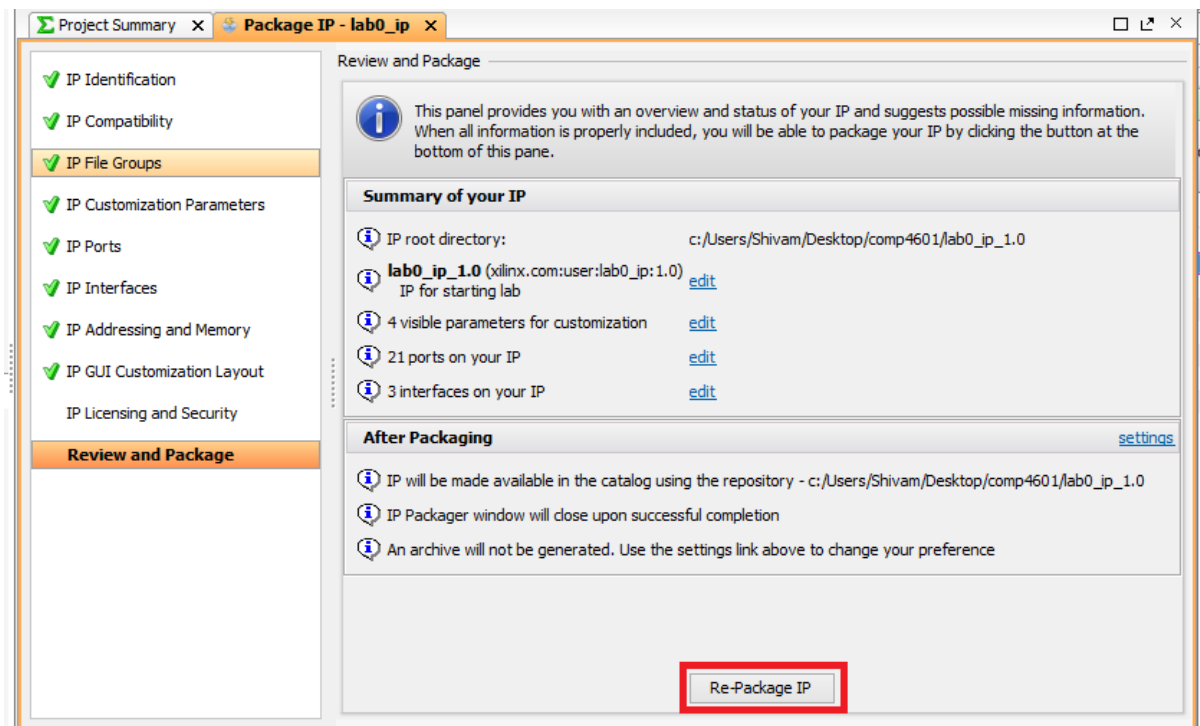 Project Summary
Package IP - lab0_ip
IP Identification
IP Compatibility
IP File Groups
IP Customization Parameters
IP Ports
IP Interfaces
IP Addressing and Memory
IP GUI Customization Layout
IP Licensing and Security
Review and Package
Review and Package
This panel provides you with an overview and status of your IP and suggests possible missing information.
When all information is properly included, you will be able to package your IP by clicking the button at the
bottom of this pane.
Summary of your IP
IP root directory: c:/Users/Shivam/Desktop/comp4601/lab0_ip_1.0
lab0_ip_1.0 (xilinx.com:user:lab0_ip:1.0) edit
IP for starting lab
4 visible parameters for customization edit
21 ports on your IP edit
3 interfaces on your IP edit
After Packaging settings
IP will be made available in the catalog using the repository - c:/Users/Shivam/Desktop/comp4601/lab0_ip_1.0
IP Packager window will close upon successful completion
An archive will not be generated. Use the settings link above to change your preference
Re-Package IP